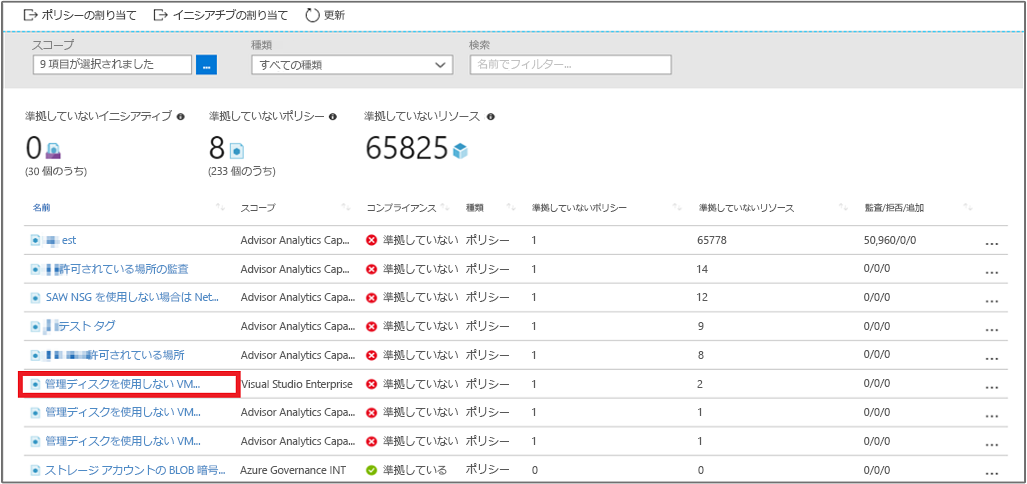 ポリシーの割り当て イニシアチブの割り当て 更新
スコープ 種類 検索
9 項目が選択されました ... すべての種類 名前でフィルター...
準拠していないイニシアティブ 準拠していないポリシー 準拠していないリソース
0 8 65825
(30 個のうち) (233 個のうち)
名前 スコープ コンプライアンス 種類 準拠していないポリシー 準拠していないリソース 監査/拒否/追加
est Advisor Analytics Cap... 準拠していない ポリシー 1 65778 50,960/0/0 ...
許可されている場所の監査 Advisor Analytics Capa... 準拠していない ポリシー 1 14 0/0/0 ...
SAW NSG を使用しない場合は Net... Advisor Analytics Capa... 準拠していない ポリシー 1 12 0/0/0 ...
テスト タグ Advisor Analytics Capa... 準拠していない ポリシー 1 9 0/0/0 ...
許可されている場所 Advisor Analytics Capa... 準拠していない ポリシー 1 8 0/0/0 ...
管理ディスクを使用しない VM... Visual Studio Enterprise 準拠していない ポリシー 1 2 0/0/0 ...
管理ディスクを使用しない VM... Advisor Analytics Capa... 準拠していない ポリシー 1 1 0/0/0 ...
管理ディスクを使用しない VM... Advisor Analytics Capa... 準拠していない ポリシー 1 1 0/0/0 ...
ストレージ アカウントの BLOB 暗号... Azure Governance INT 準拠している ポリシー 0 0 0/0/0 ...